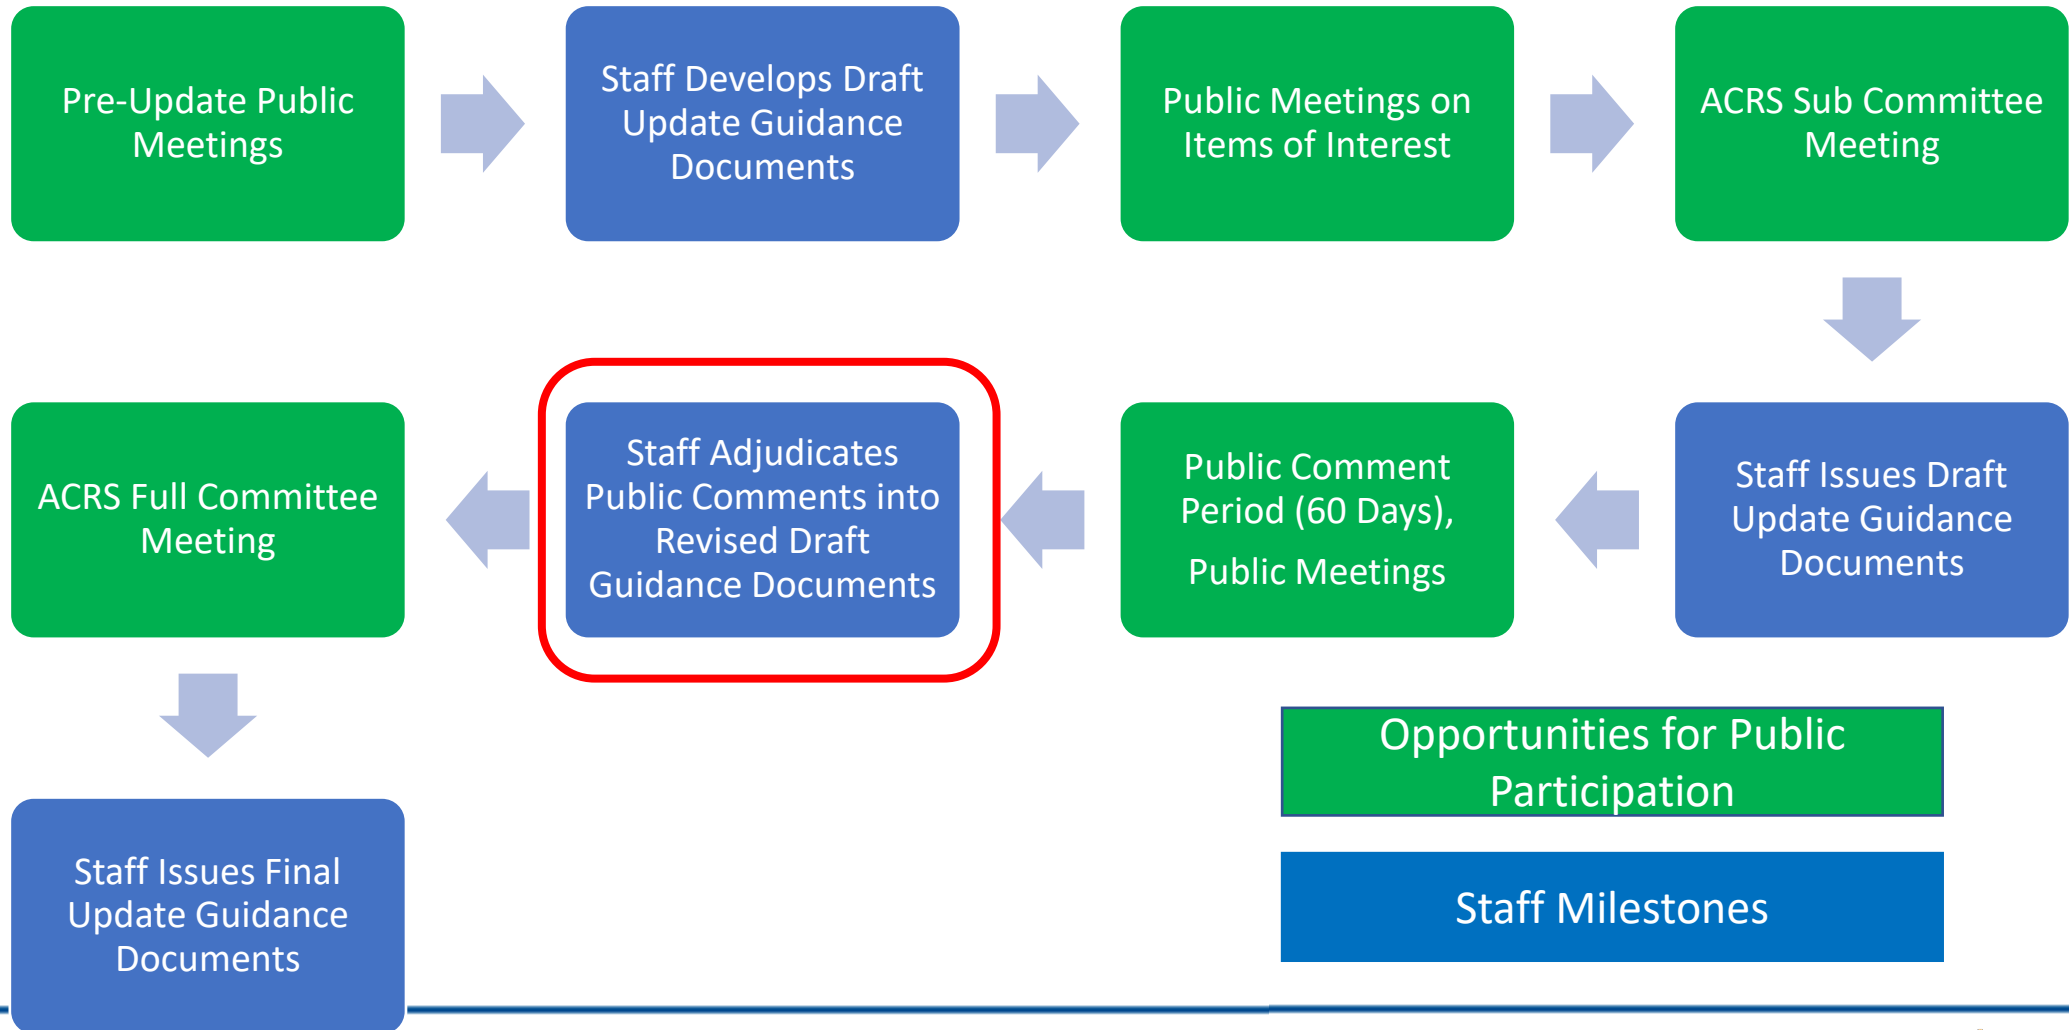 Pre-Update Public
Meetings
Staff Develops Draft
Update Guidance
Documents
Public Meetings on
Items of Interest
ACRS Sub Committee
Meeting
ACRS Full Committee
Meeting
Staff Adjudicates
Public Comments into
Revised Draft
Guidance Documents
Public Comment
Period (60 Days),
Public Meetings
Staff Issues Draft
Update Guidance
Documents
Opportunities for Public
Participation
Staff Issues Final
Update Guidance
Documents
Staff Milestones